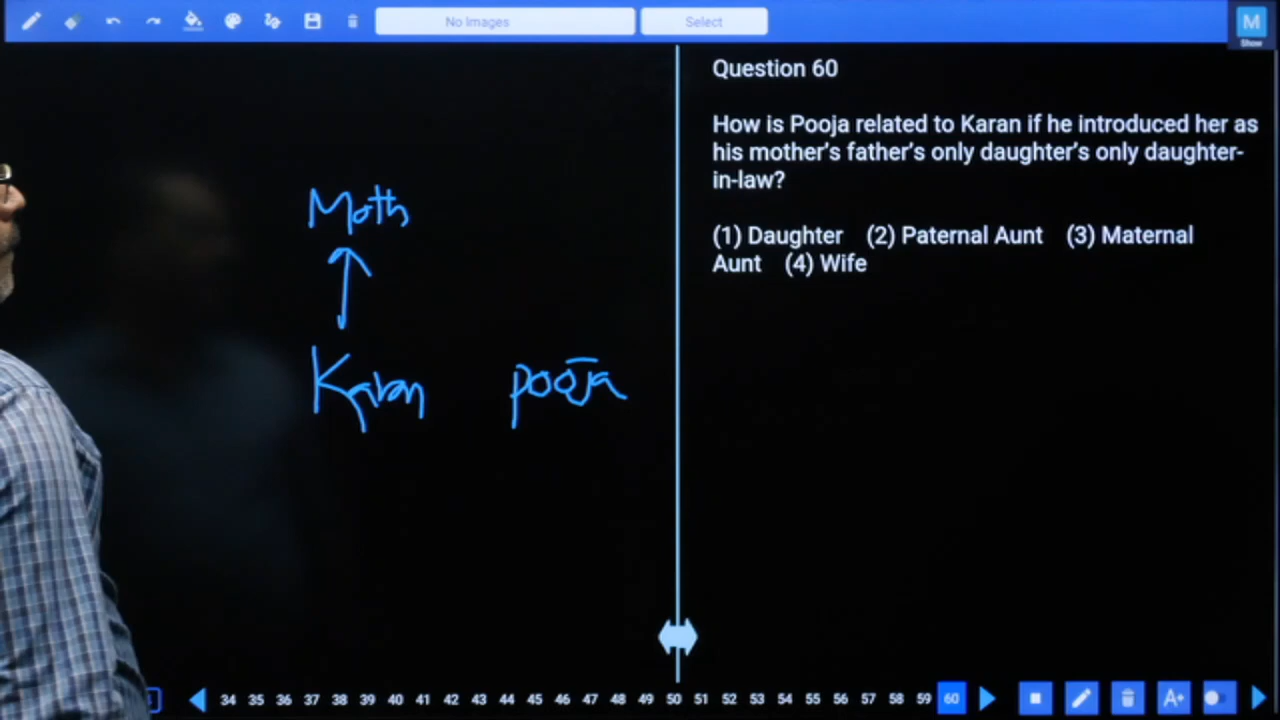 No Images
Select
M
Show
Question 60
How is Pooja related to Karan if he introduced her as
his mother's father's only daughter's only daughter-
in-law?
(1) Daughter (2) Paternal Aunt (3) Maternal
Aunt (4) Wife
Moth
Karan pooja
34 35 36 37 38 39 40 41 42 43 44 45 46 47 48 49 50 51 52 53 54 55 56 57 58 59 60
A+